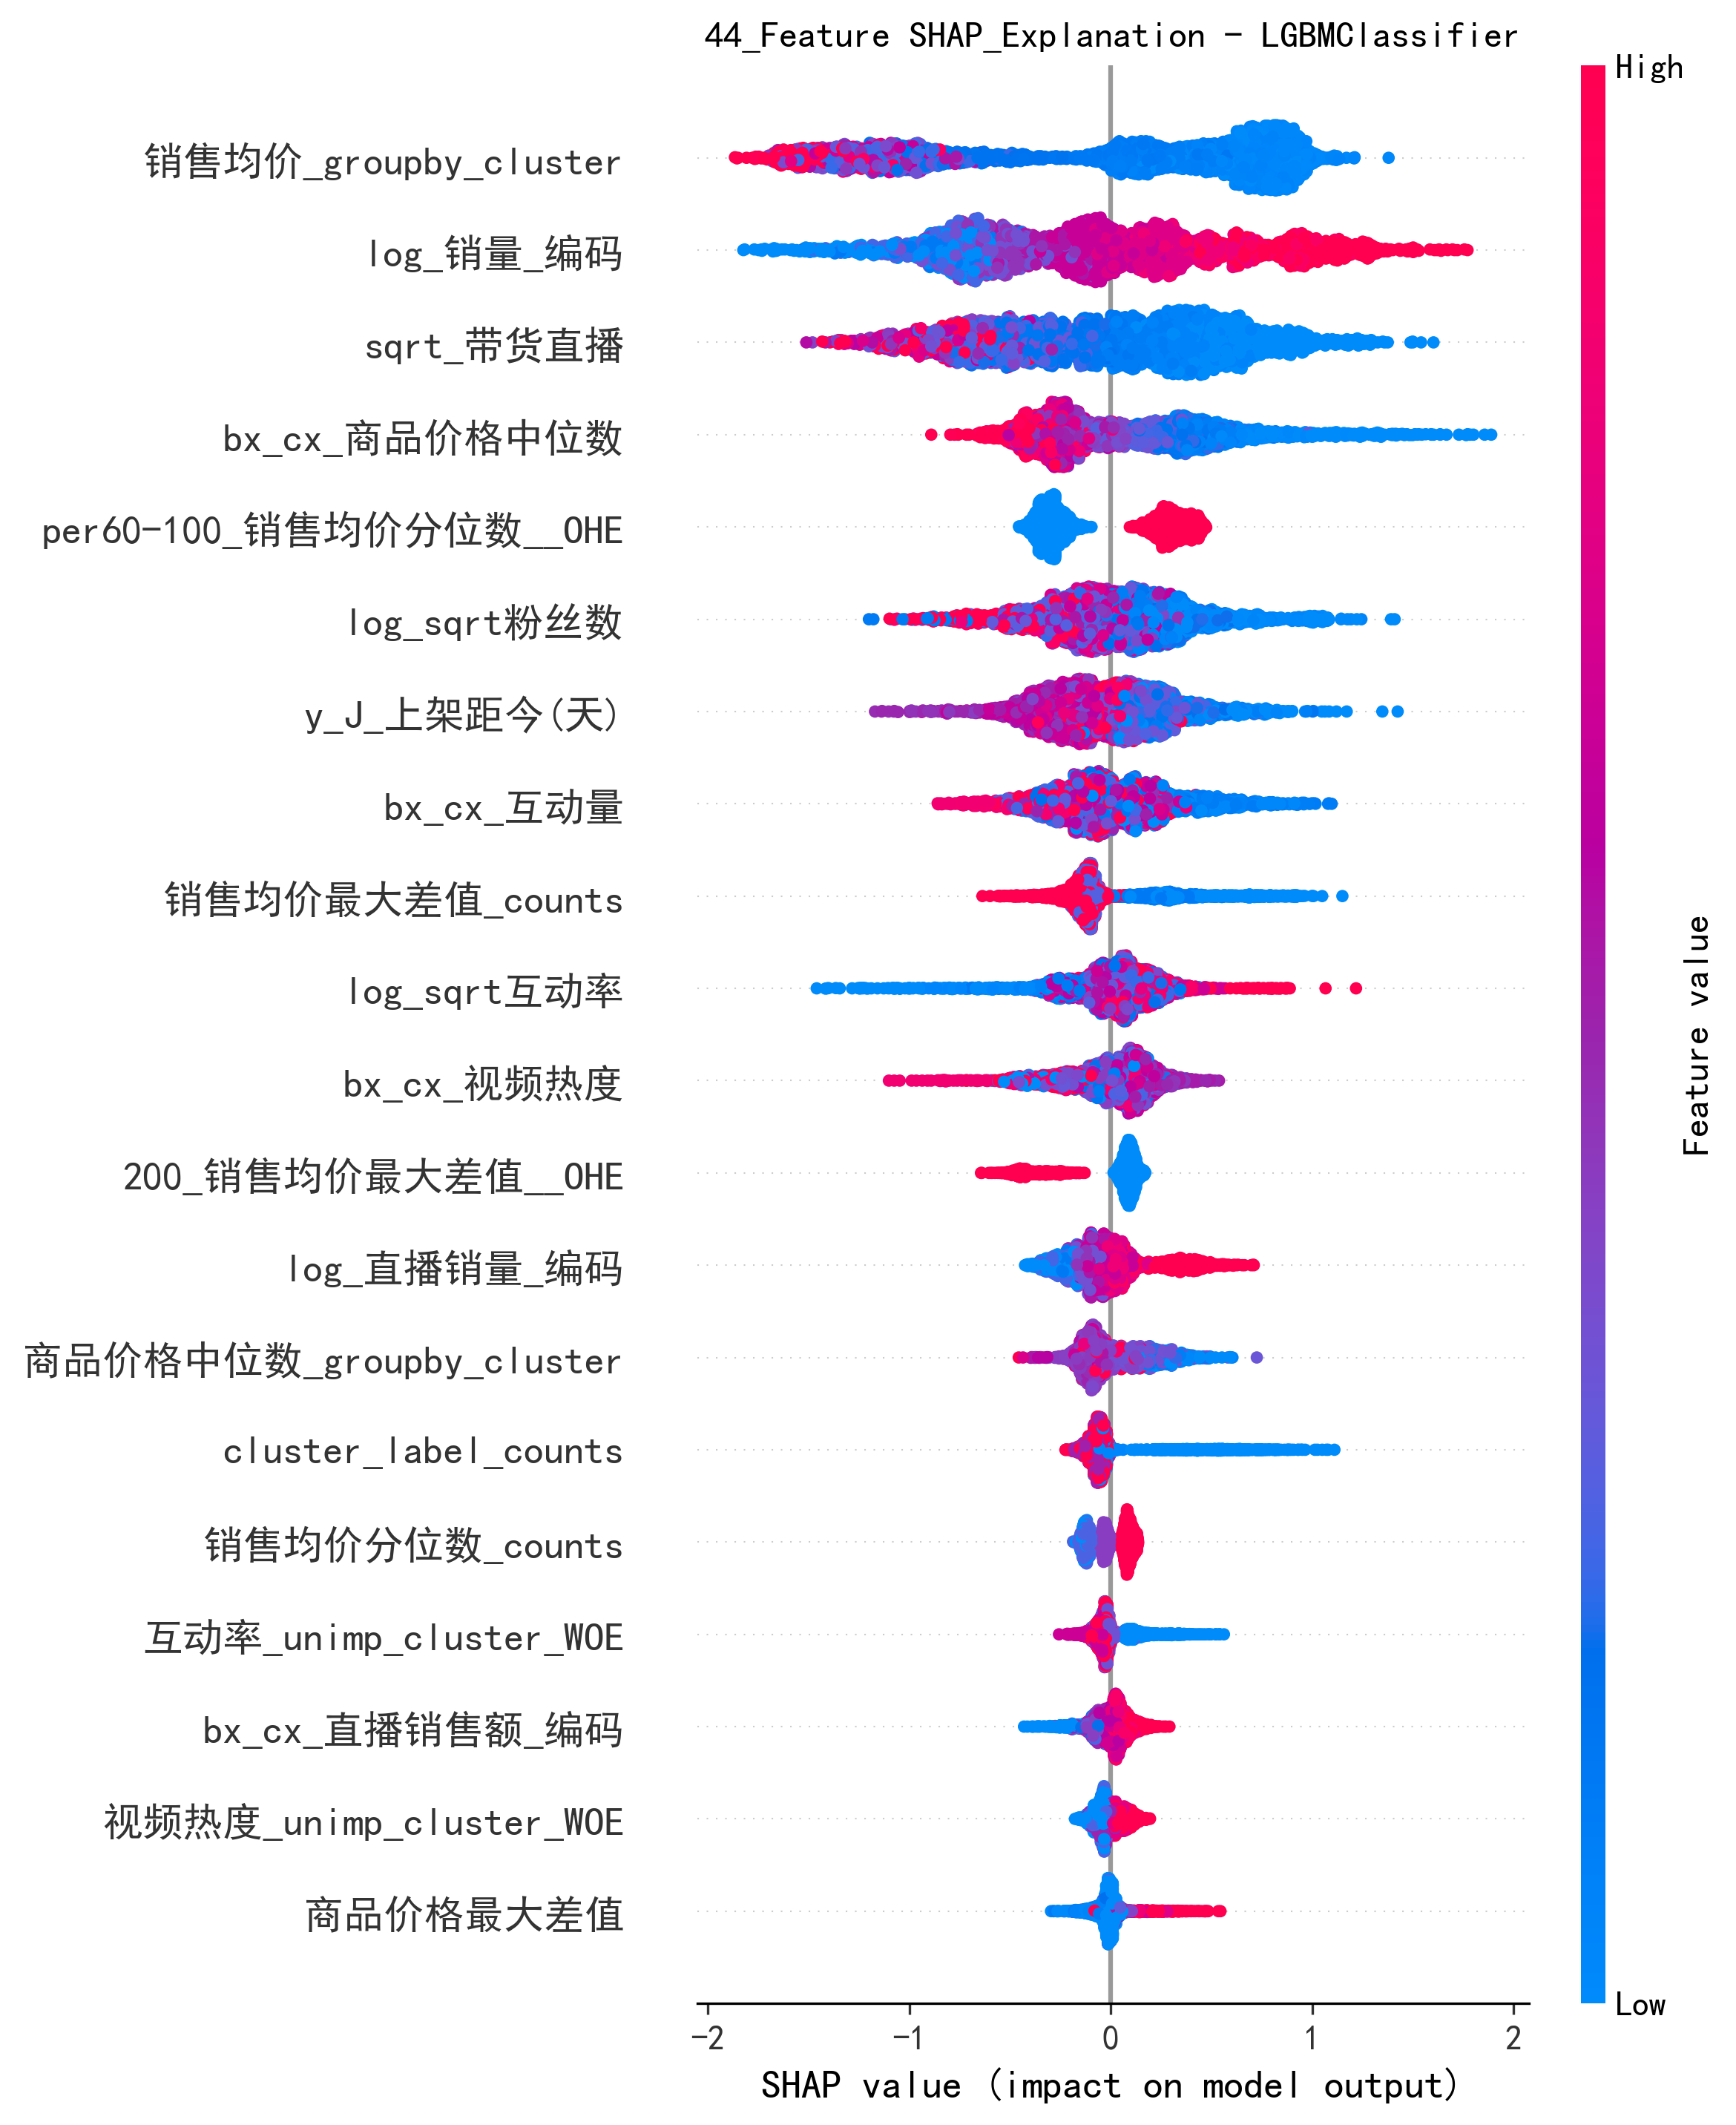 44_Feature SHAP_Explanation - LGBMClassifier
High
销售均价_groupby_cluster
log_销量_编码
sqrt_带货直播
bx_cx_商品价格中位数
per60-100_销售均价分位数__OHE
log_sqrt粉丝数
y_J_上架距今(天)
bx_cx_互动量
销售均价最大差值_counts
log_sqrt互动率
bx_cx_视频热度
200_销售均价最大差值__OHE
log_直播销量_编码
商品价格中位数_groupby_cluster
cluster_label_counts
销售均价分位数_counts
互动率_unimp_cluster_WOE
bx_cx_直播销售额_编码
视频热度_unimp_cluster_WOE
商品价格最大差值
Feature value
Low
-2 -1 0 1 2
SHAP value (impact on model output)